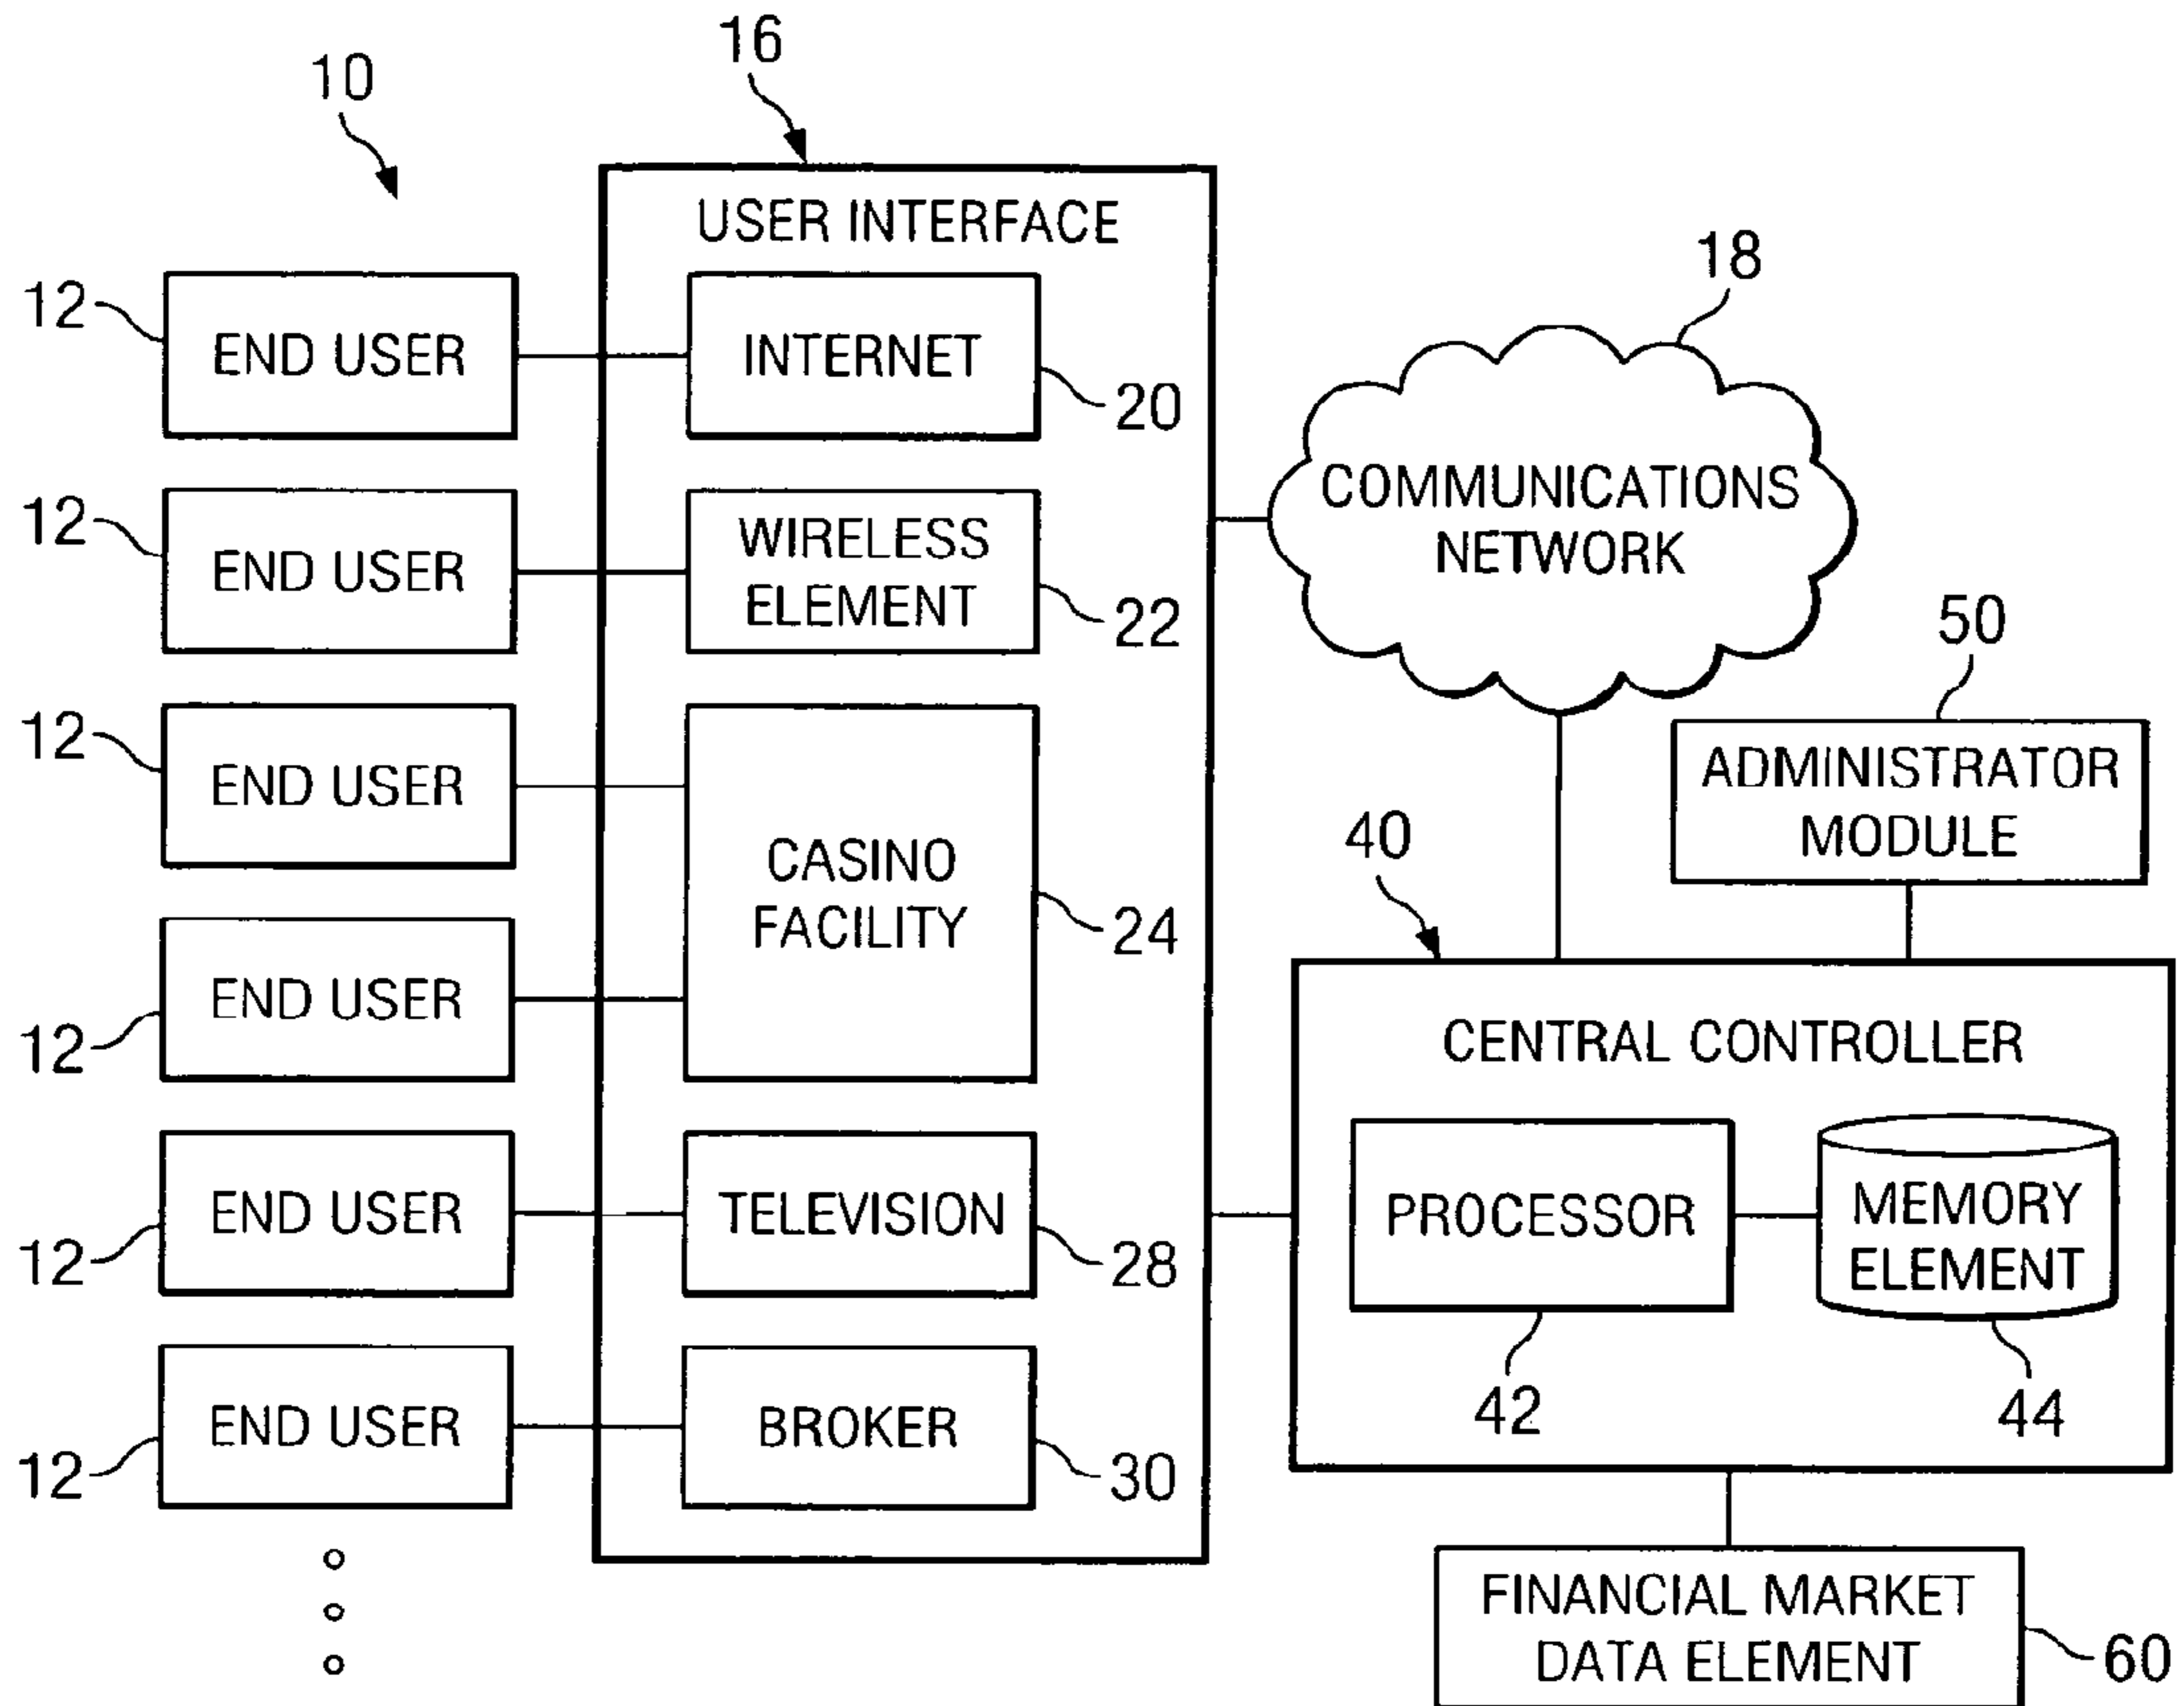 10
16
USER INTERFACE
12
END USER
INTERNET
20
18
COMMUNICATIONS
NETWORK
12
END USER
WIRELESS
ELEMENT
22
50
ADMINISTRATOR
MODULE
12
END USER
CASINO
FACILITY
24
40
12
END USER
CENTRAL CONTROLLER
PROCESSOR
42
MEMORY
ELEMENT
44
12
END USER
TELEVISION
28
12
END USER
BROKER
30
FINANCIAL MARKET
DATA ELEMENT
60